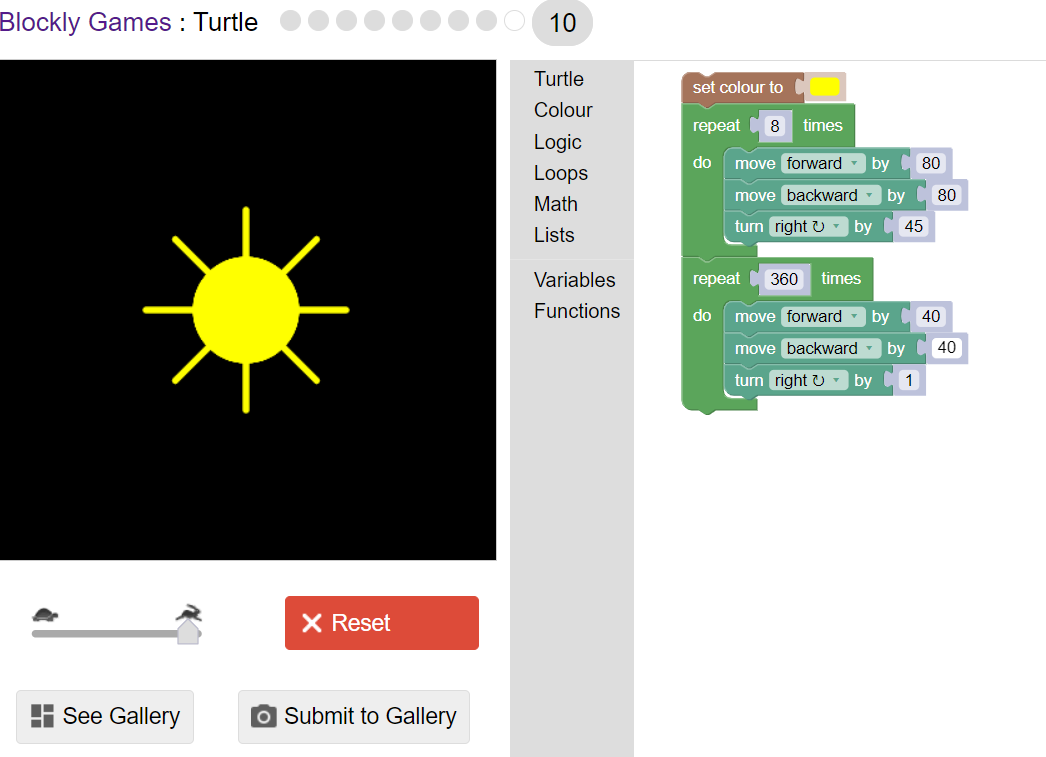 Blockly Games : Turtle 10
Turtle
Colour
Logic
Loops
Math
Lists
Variables
Functions
set colour to
repeat 8 times
do move forward by 80
move backward by 80
turn right ↻ by 45
repeat 360 times
do move forward by 40
move backward by 40
turn right ↻ by 1
Reset
See Gallery
Submit to Gallery